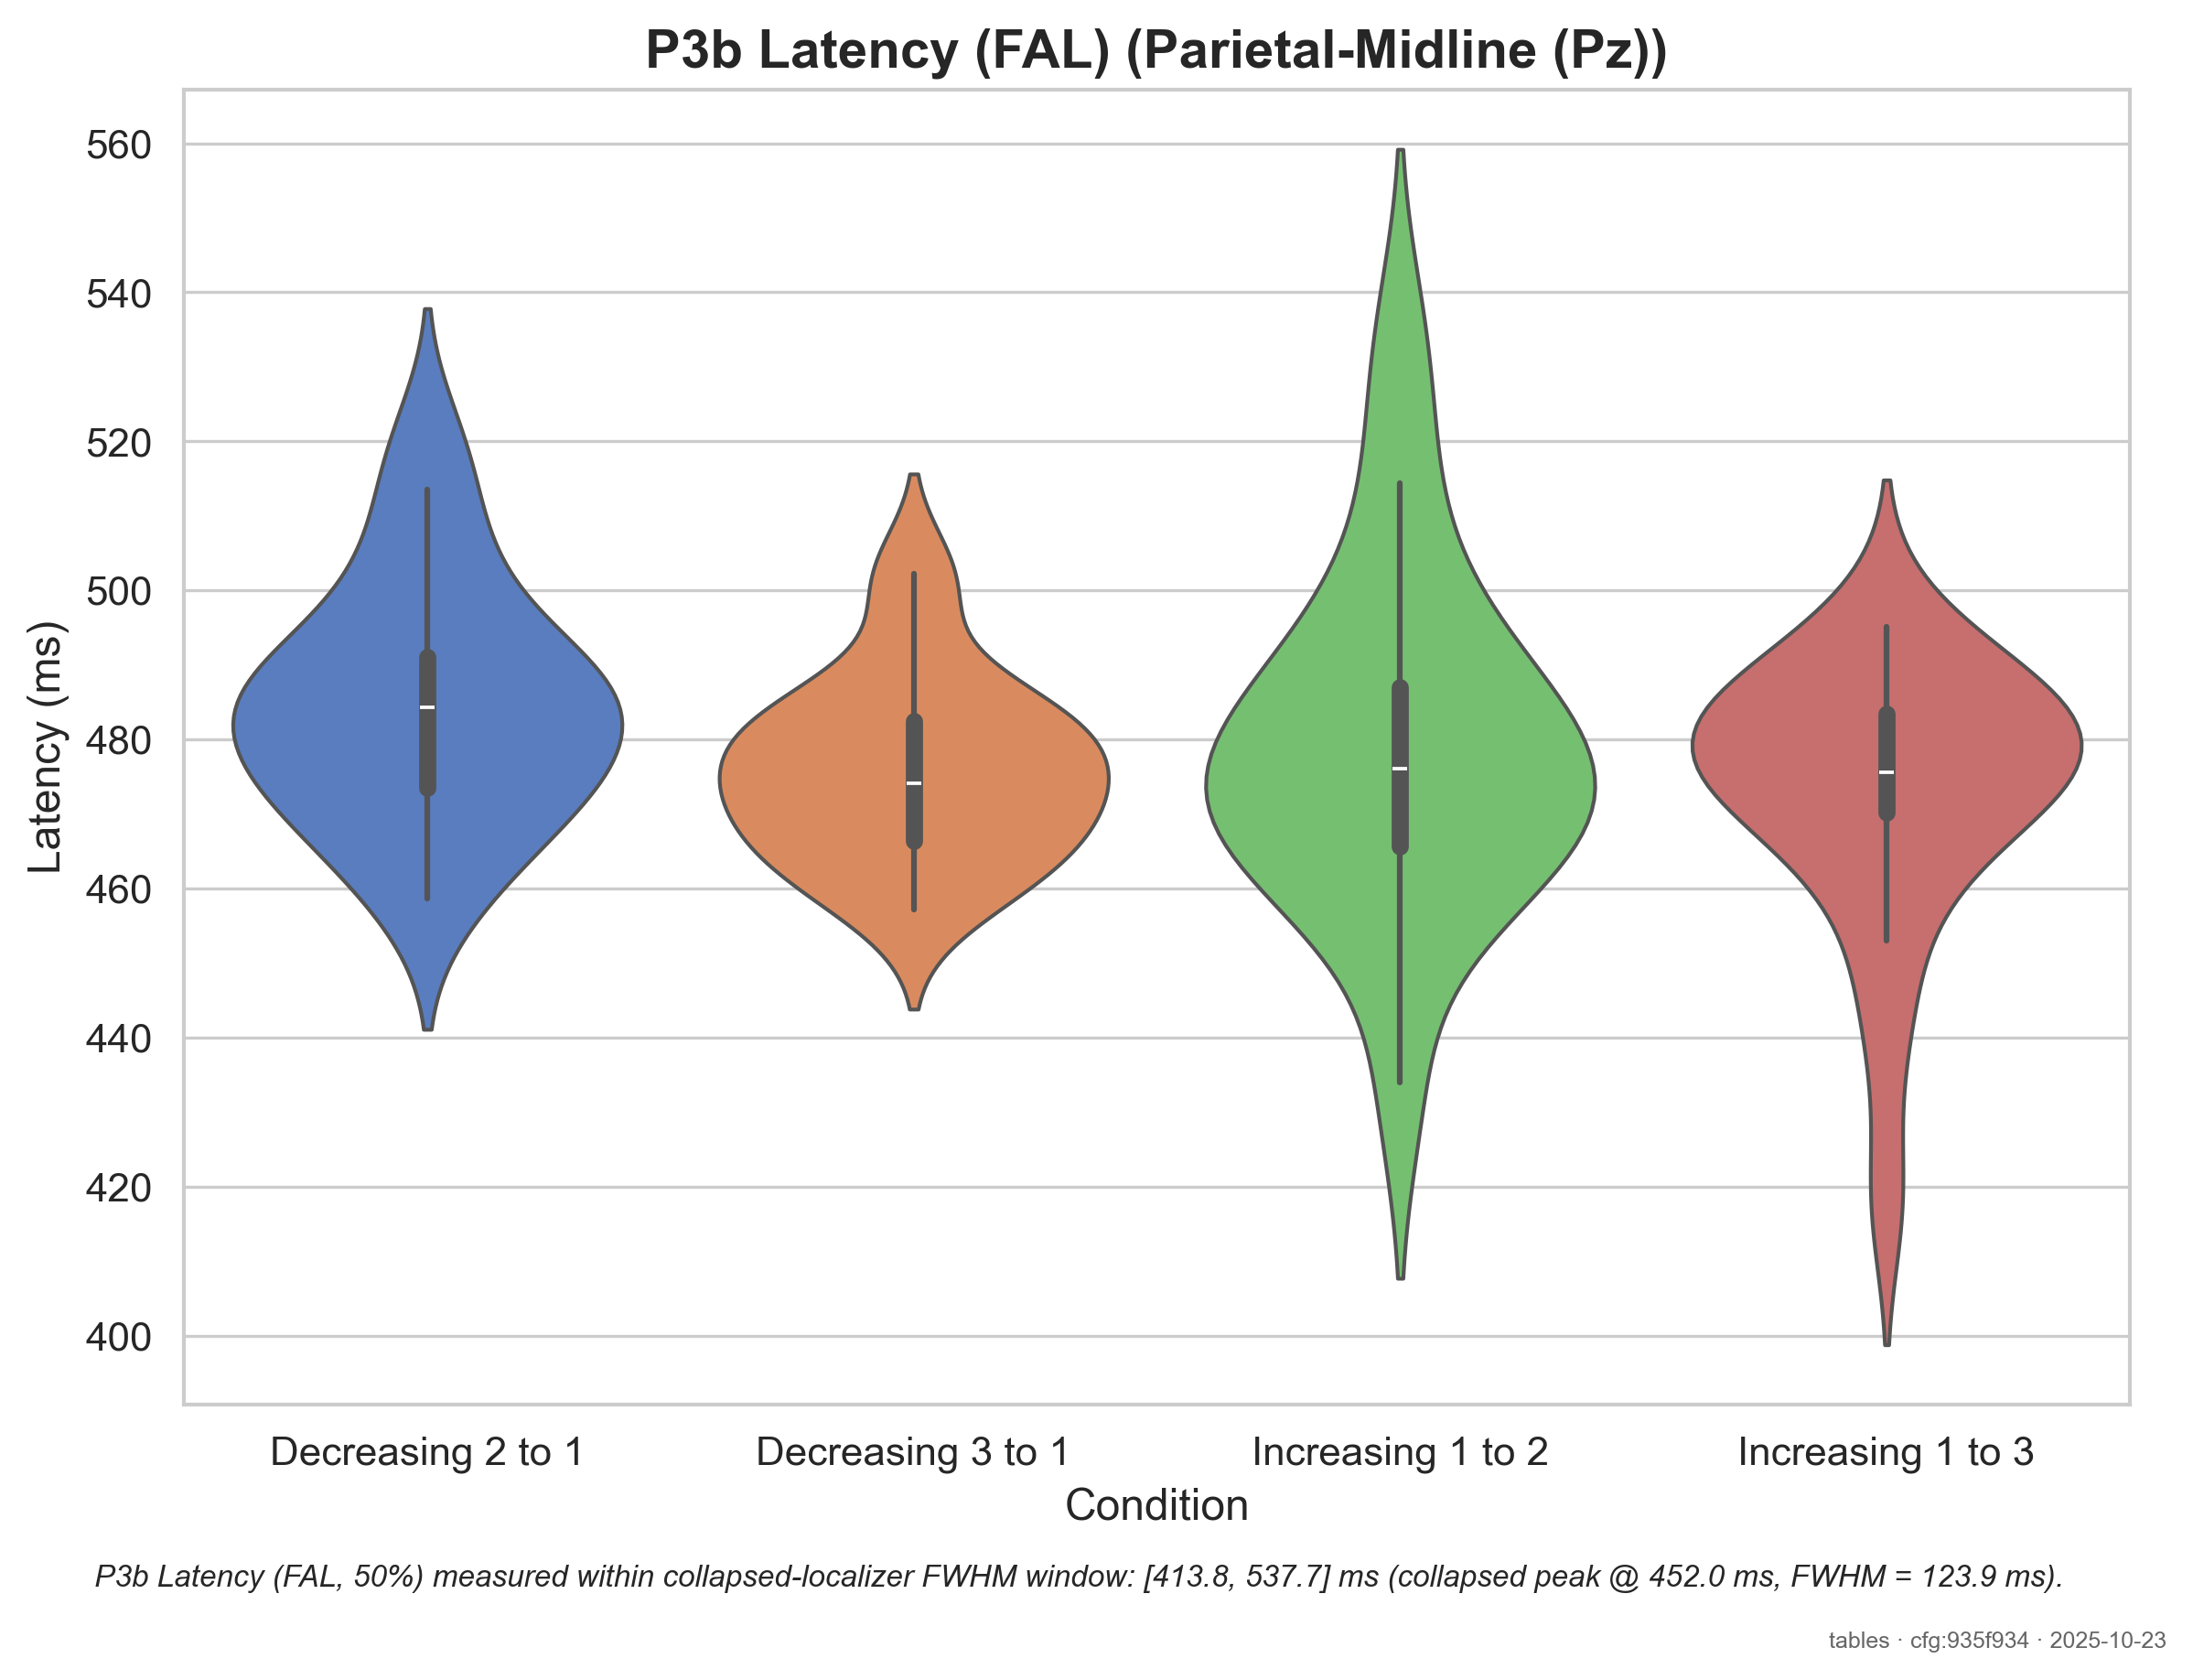 P3b Latency (FAL) (Parietal-Midline (Pz))
Latency (ms)
560
540
520
500
480
460
440
420
400
Decreasing 2 to 1
Decreasing 3 to 1
Increasing 1 to 2
Increasing 1 to 3
Condition
P3b Latency (FAL, 50%) measured within collapsed-localizer FWHM window: [413.8, 537.7] ms (collapsed peak @ 452.0 ms, FWHM = 123.9 ms).
tables · cfg:935f934 · 2025-10-23